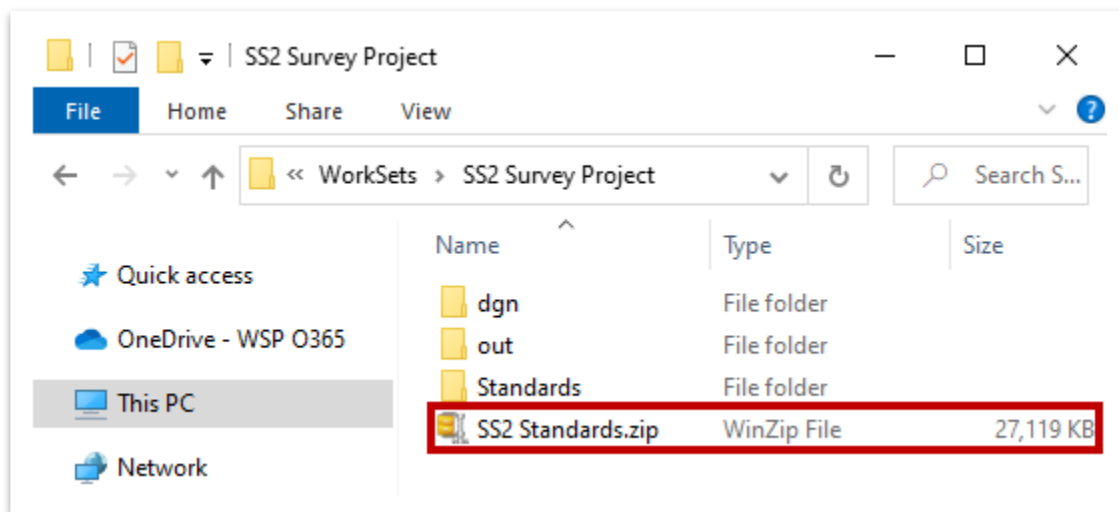 SS2 Survey Project
File Home Share View ?
« WorkSets › SS2 Survey Project Search S...
Name Type Size
Quick access
OneDrive - WSP O365
This PC
Network
dgn File folder
out File folder
Standards File folder
SS2 Standards.zip WinZip File 27,119 KB